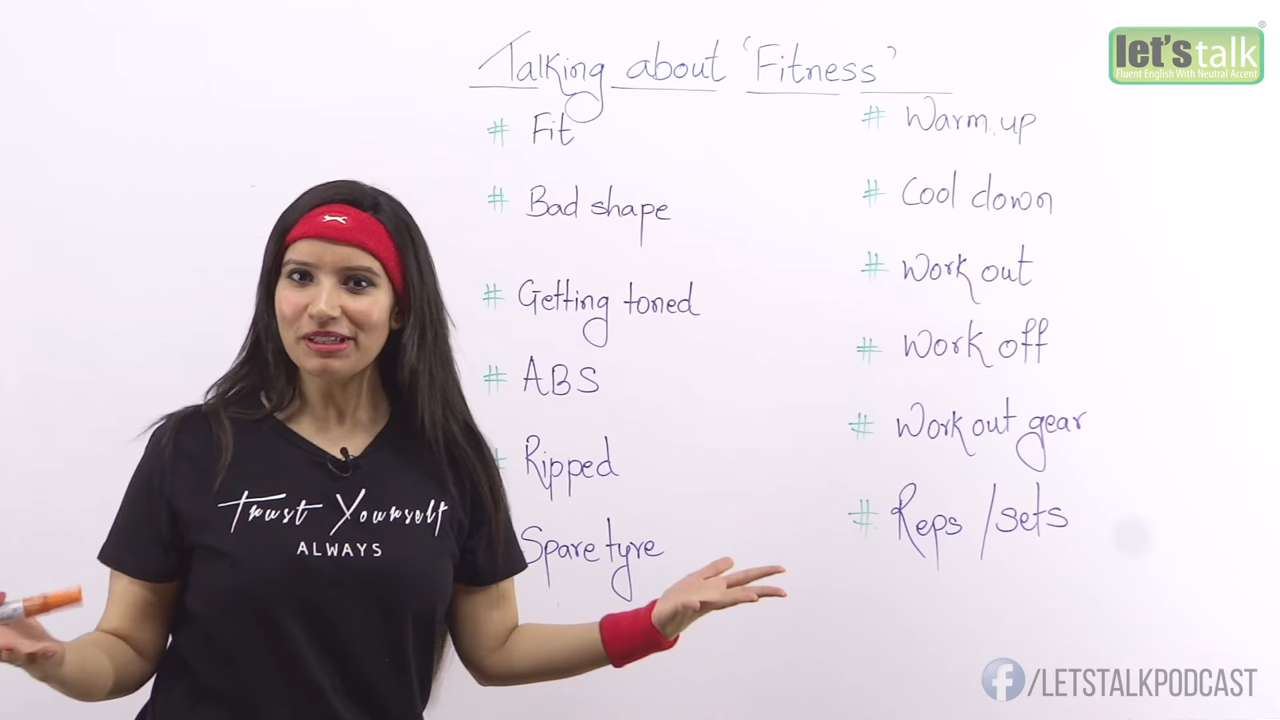 Talking about 'Fitness'
# Fit
# Bad shape
# Getting toned
# ABS
# Ripped
Spare tyre
# Warm up
# Cool down
# Work out
# Work off
# Work out gear
# Reps / sets
Trust Yourself
ALWAYS
let's talk
Fluent English With Neutral Accent
®
f /LETSTALKPODCAST